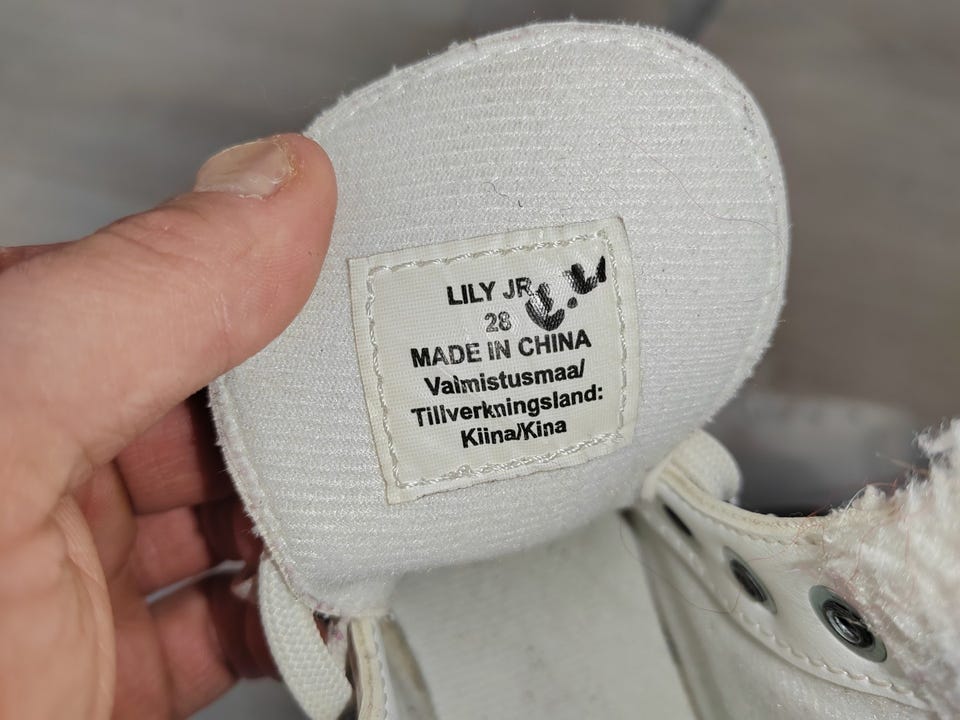 LILY JR
28
MADE IN CHINA
Valmistusmaa/
Tillverkningsland:
Kiina/Kina